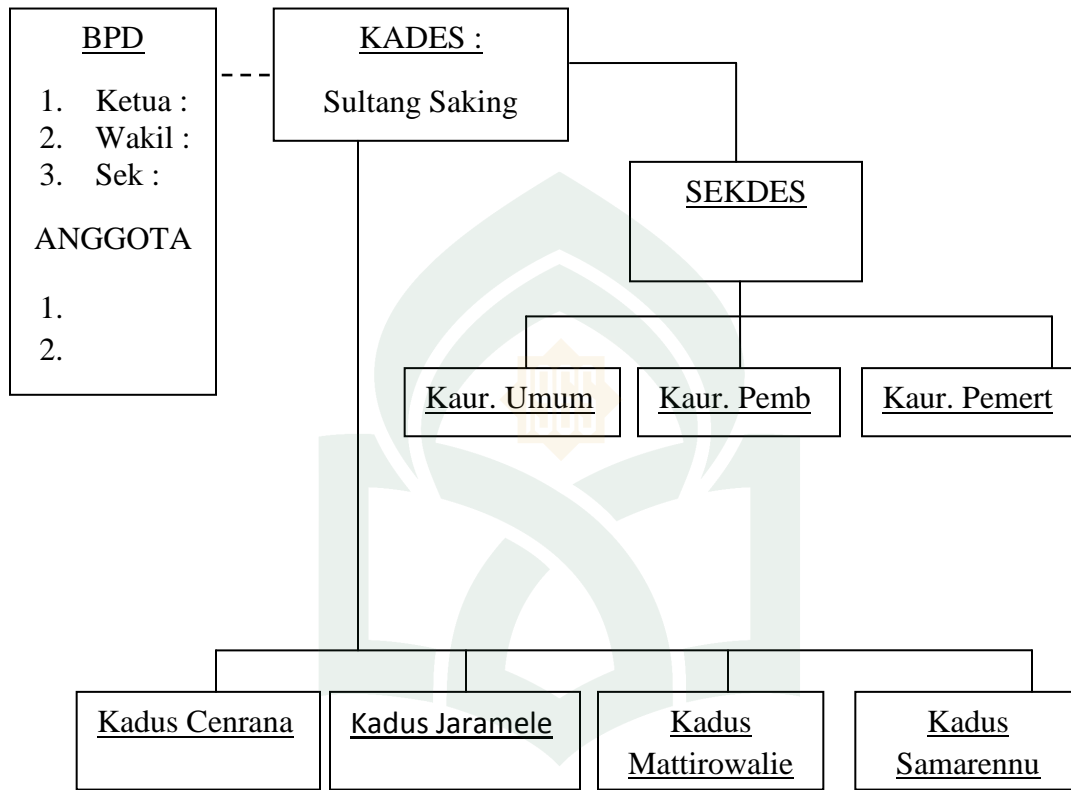 BPD
1. Ketua :
2. Wakil :
3. Sek :
ANGGOTA
1.
2.
KADES :
Sultang Saking
SEKDES
Kaur. Umum
Kaur. Pemb
Kaur. Pemert
Kadus Cenrana
Kadus Jaramele
Kadus
Mattirowalie
Kadus
Samarennu